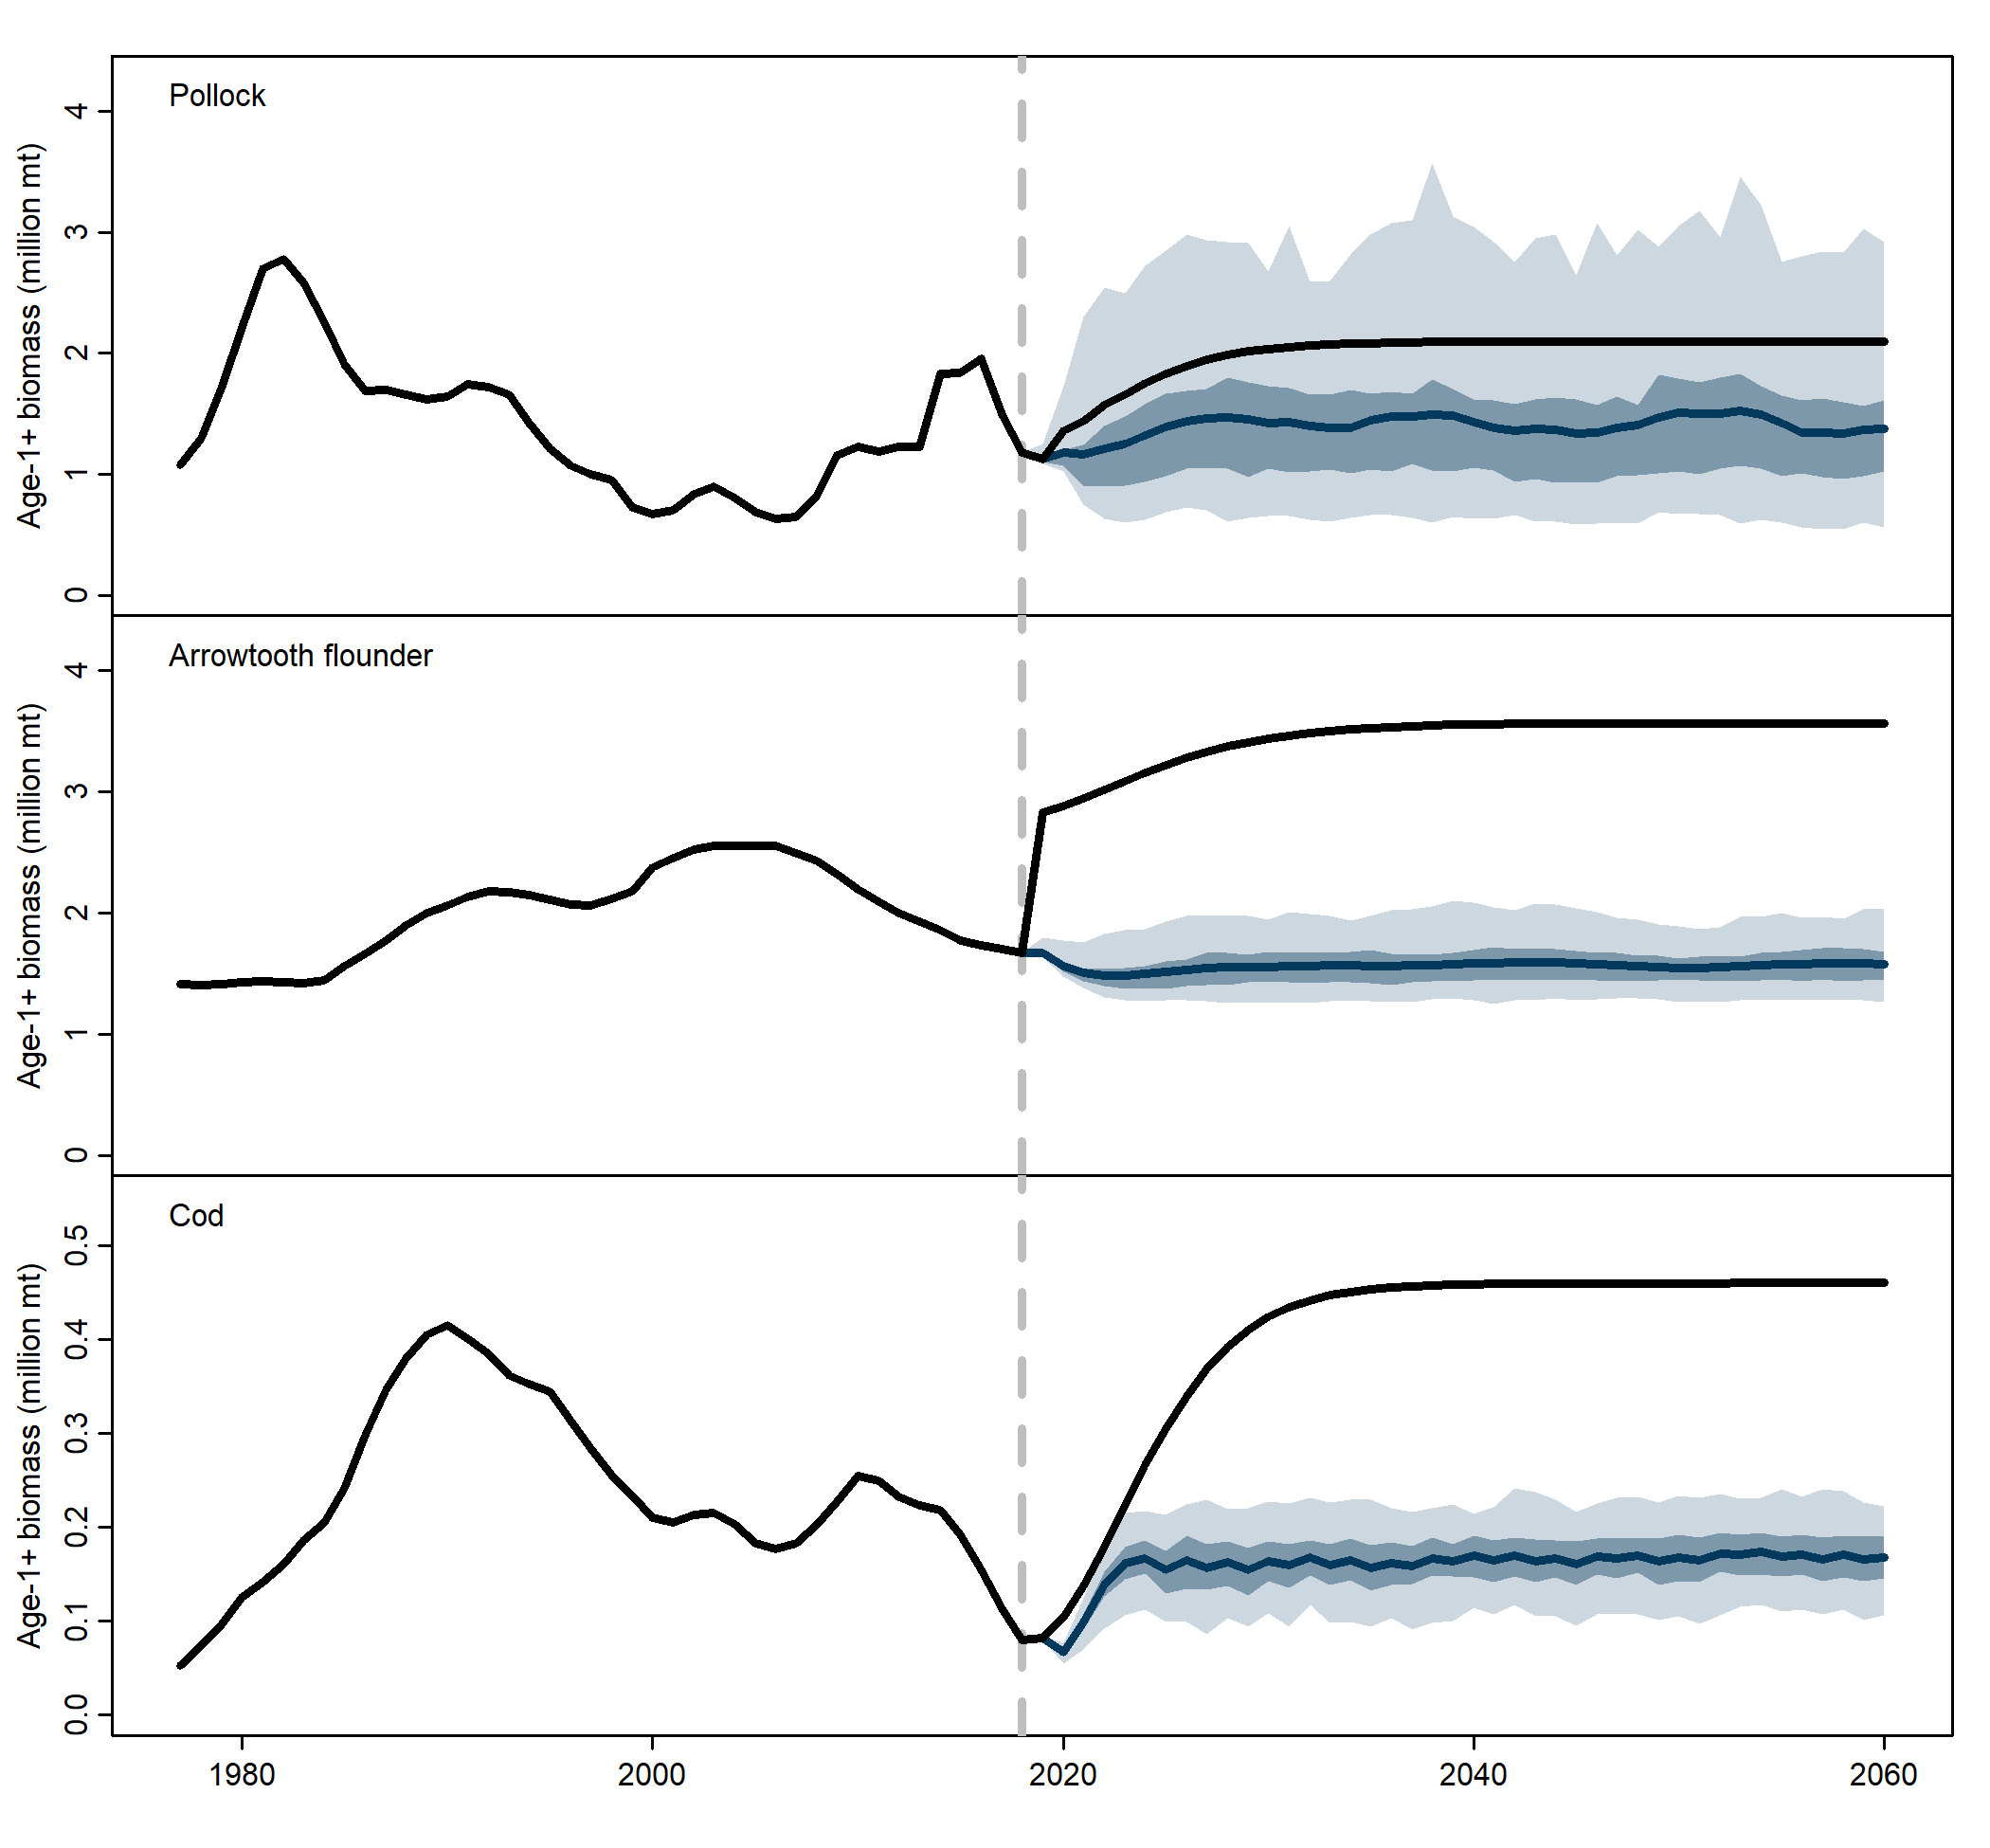 Pollock
Age-1+ biomass (million mt)
4
3
2
1
0
Arrowtooth flounder
Age-1+ biomass (million mt)
4
3
2
1
0
Cod
Age-1+ biomass (million mt)
0.5
0.4
0.3
0.2
0.1
0.0
1980 2000 2020 2040 2060